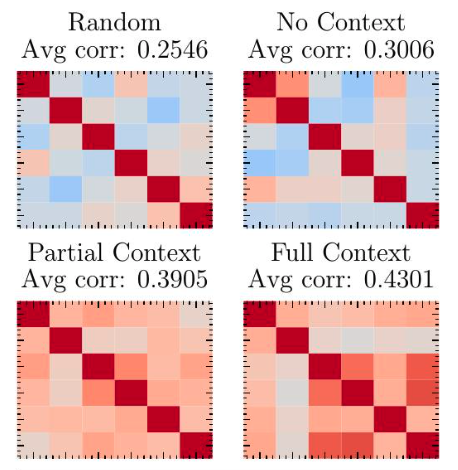 Random
Avg corr: 0.2546
No Context
Avg corr: 0.3006
Partial Context
Avg corr: 0.3905
Full Context
Avg corr: 0.4301